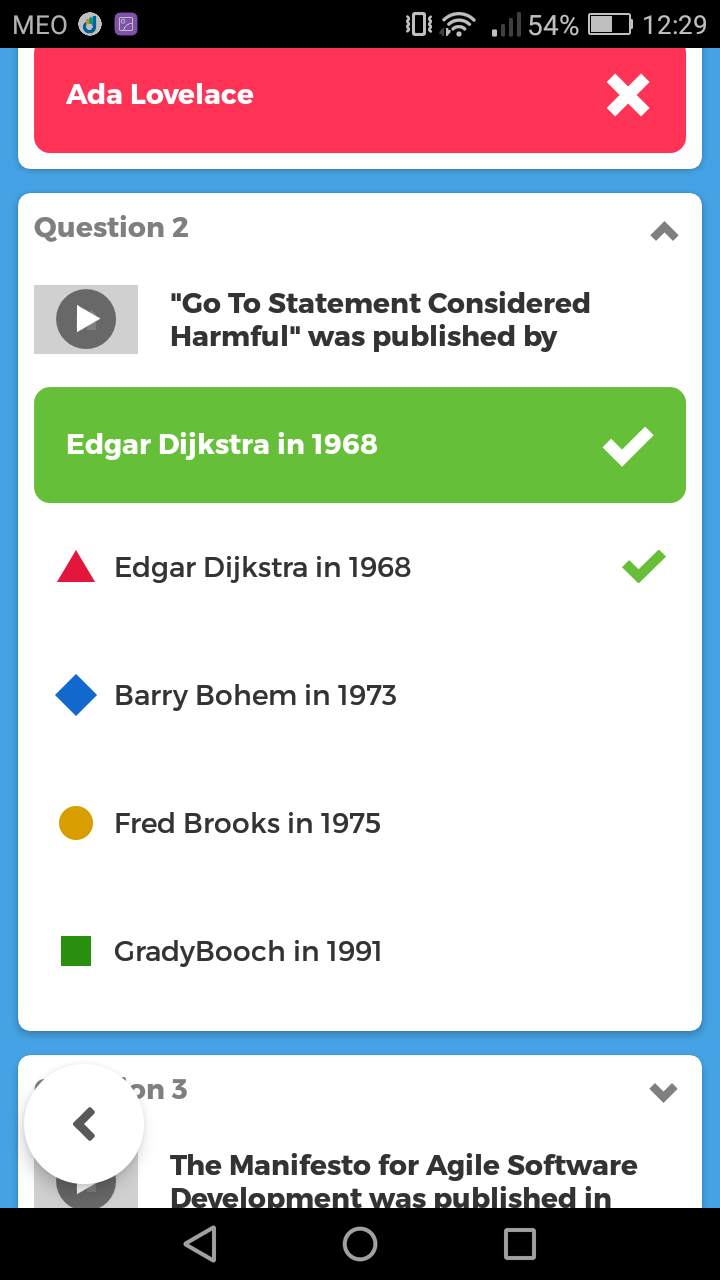 MEO 54% 12:29
Ada Lovelace
Question 2
"Go To Statement Considered
Harmful" was published by
Edgar Dijkstra in 1968
Edgar Dijkstra in 1968
Barry Bohem in 1973
Fred Brooks in 1975
GradyBooch in 1991
3
The Manifesto for Agile Software
Development was published in